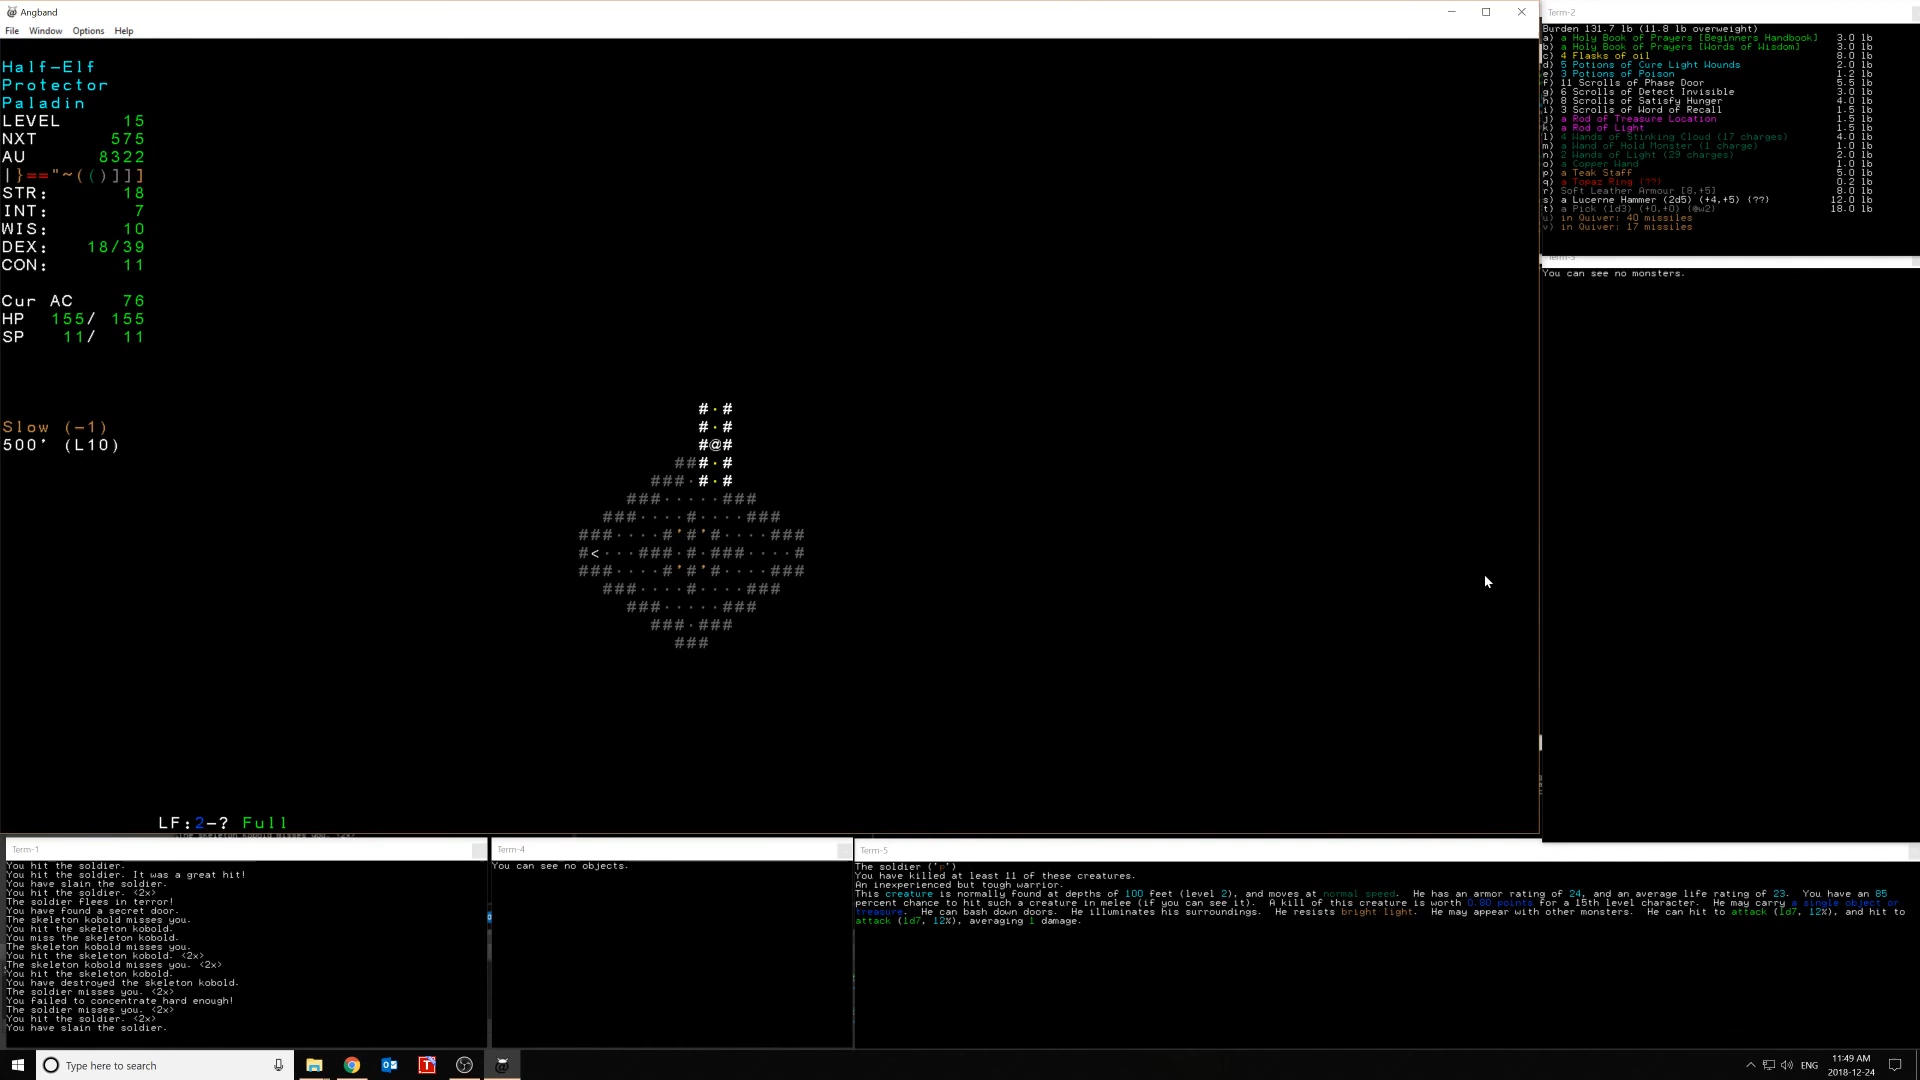 Angband
File Window Options Help
Half-Elf
Protector
Paladin
LEVEL 15
NXT 575
AU 8322
|}=="~(()]]]
STR: 18
INT: 7
WIS: 10
DEX: 18/39
CON: 11
Cur AC 76
HP 155/ 155
SP 11/ 11
Slow (-1)
500' (L10)
#·#
#·#
#@#
###·#
###·#·#
###·····###
###····#····###
###····#'#'#····###
#<···###·#·###····#
###····#'#'#····###
###····#····###
###·····###
###·###
###
LF:2-? Full
Term-2
Burden 131.7 lb (11.8 lb overweight)
a) a Holy Book of Prayers [Beginners Handbook] 3.0 lb
b) a Holy Book of Prayers [Words of Wisdom] 3.0 lb
c) 4 Flasks of oil 8.0 lb
d) 5 Potions of Cure Light Wounds 2.0 lb
e) 3 Potions of Poison 1.2 lb
f) 11 Scrolls of Phase Door 5.5 lb
g) 6 Scrolls of Detect Invisible 3.0 lb
h) 8 Scrolls of Satisfy Hunger 4.0 lb
i) 3 Scrolls of Word of Recall 1.5 lb
j) a Rod of Treasure Location 1.5 lb
k) a Rod of Light 1.5 lb
l) 4 Wands of Stinking Cloud (17 charges) 4.0 lb
m) a Wand of Hold Monster (1 charge) 1.0 lb
n) 2 Wands of Light (29 charges) 2.0 lb
o) a Copper Wand 1.0 lb
p) a Teak Staff 5.0 lb
q) a Topaz Ring (??) 0.2 lb
r) Soft Leather Armour [8,+5] 8.0 lb
s) a Lucerne Hammer (2d5) (+4,+5) (??) 12.0 lb
t) a Pick (1d3) (+0,+0) (@w2) 18.0 lb
u) in Quiver: 40 missiles
v) in Quiver: 17 missiles
Term-3
You can see no monsters.
Term-1
You hit the soldier.
You hit the soldier. It was a great hit!
You have slain the soldier.
You hit the soldier. <2x>
The soldier flees in terror!
You have found a secret door.
The skeleton kobold misses you.
You hit the skeleton kobold.
You miss the skeleton kobold.
The skeleton kobold misses you.
You hit the skeleton kobold. <2x>
The skeleton kobold misses you. <2x>
You hit the skeleton kobold.
You have destroyed the skeleton kobold.
The soldier misses you. <2x>
You failed to concentrate hard enough!
The soldier misses you. <2x>
You hit the soldier. <2x>
You have slain the soldier.
Term-4
You can see no objects.
Term-5
The soldier ('p')
You have killed at least 11 of these creatures.
An inexperienced but tough warrior.
This creature is normally found at depths of 100 feet (level 2), and moves at normal speed. He has an armor rating of 24, and an average life rating of 23. You have an 85
percent chance to hit such a creature in melee (if you can see it). A kill of this creature is worth 0.80 points for a 15th level character. He may carry a single object or
treasure. He can bash down doors. He illuminates his surroundings. He resists bright light. He may appear with other monsters. He can hit to attack (1d7, 12%), and hit to
attack (1d7, 12%), averaging 1 damage.
Type here to search
ENG
11:49 AM
2018-12-24